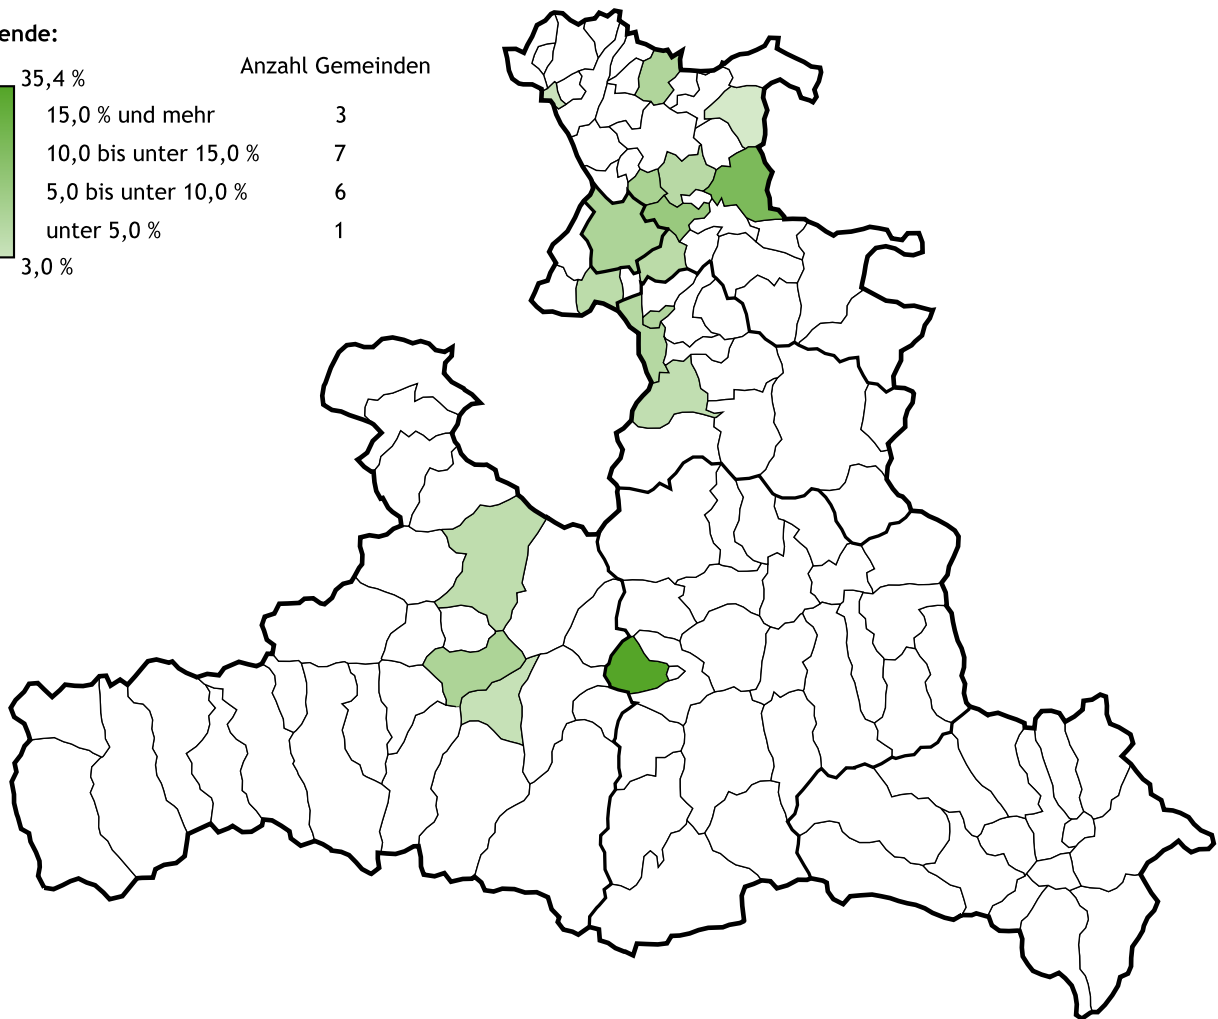 ende:
Anzahl Gemeinden
35,4 %
15,0 % und mehr 3
10,0 bis unter 15,0 % 7
5,0 bis unter 10,0 % 6
unter 5,0 % 1
3,0 %